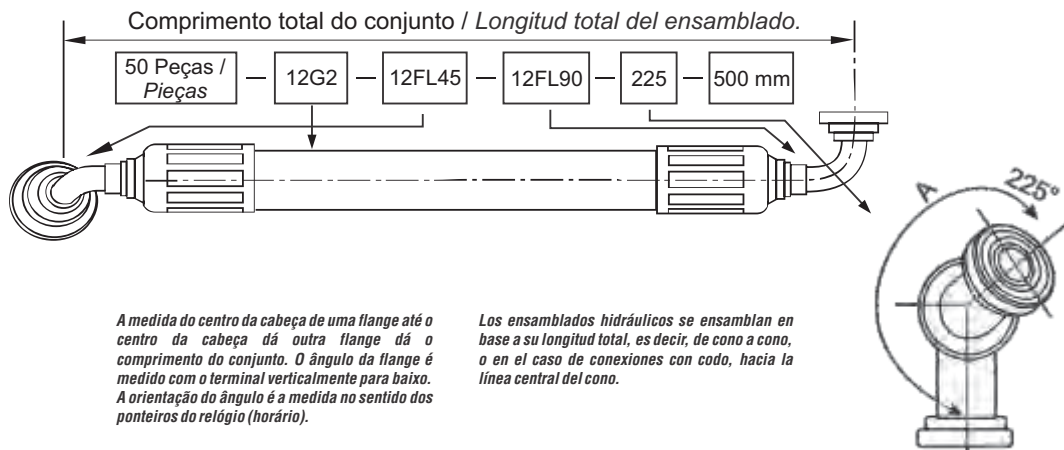 Comprimento total do conjunto / Longitud total del ensamblado.
50 Peças / Pieças — 12G2 — 12FL45 — 12FL90 — 225 — 500 mm
A
225°
A medida do centro da cabeça de uma flange até o
centro da cabeça dá outra flange dá o
comprimento do conjunto. O ângulo da flange é
medido com o terminal verticalmente para baixo.
A orientação do ângulo é a medida no sentido dos
ponteiros do relógio (horário).
Los ensamblados hidráulicos se ensamblan en
base a su longitud total, es decir, de cono a cono,
o en el caso de conexiones con codo, hacia la
línea central del cono.